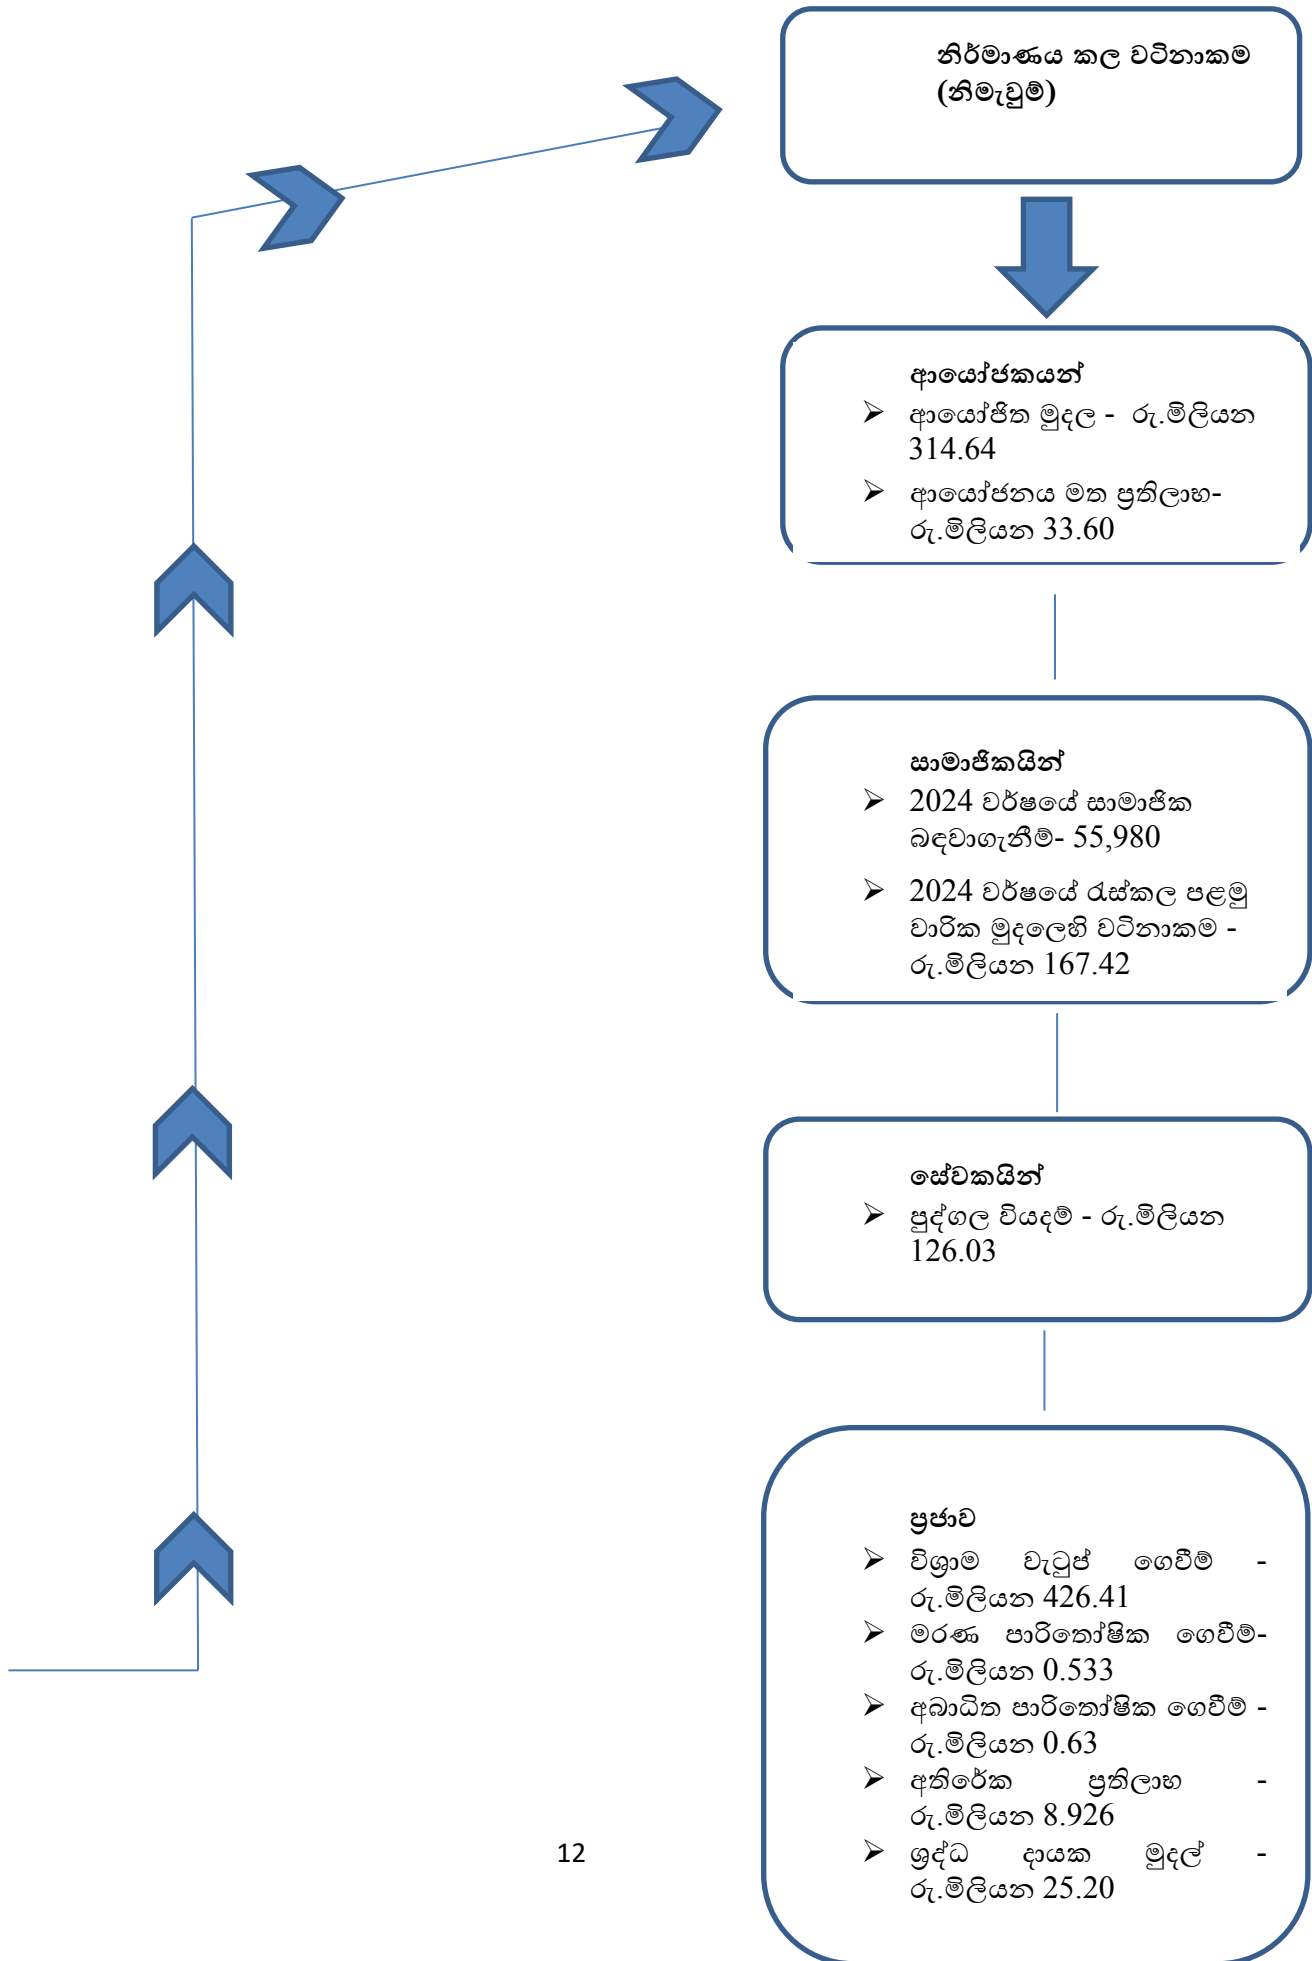 නිර්මාණය කල වටිනාකම
(නිමැවුම්)
ආයෝජකයන්
➢ ආයෝජිත මුදල - රු.මිලියන
314.64
➢ ආයෝජනය මත ප්‍රතිලාභ-
රු.මිලියන 33.60
සාමාජිකයින්
➢ 2024 වර්ෂයේ සාමාජික
බඳවාගැනීම්- 55,980
➢ 2024 වර්ෂයේ රැස්කල පළමු
වාරික මුදලෙහි වටිනාකම -
රු.මිලියන 167.42
සේවකයින්
➢ පුද්ගල වියදම් - රු.මිලියන
126.03
ප්‍රජාව
➢ විශ්‍රාම වැටුප් ගෙවීම් -
රු.මිලියන 426.41
➢ මරණ පාරිතෝෂික ගෙවීම්-
රු.මිලියන 0.533
➢ අබාධිත පාරිතෝෂික ගෙවීම් -
රු.මිලියන 0.63
➢ අතිරේක ප්‍රතිලාභ -
රු.මිලියන 8.926
➢ ශ්‍රද්ධ දායක මුදල් -
රු.මිලියන 25.20
12